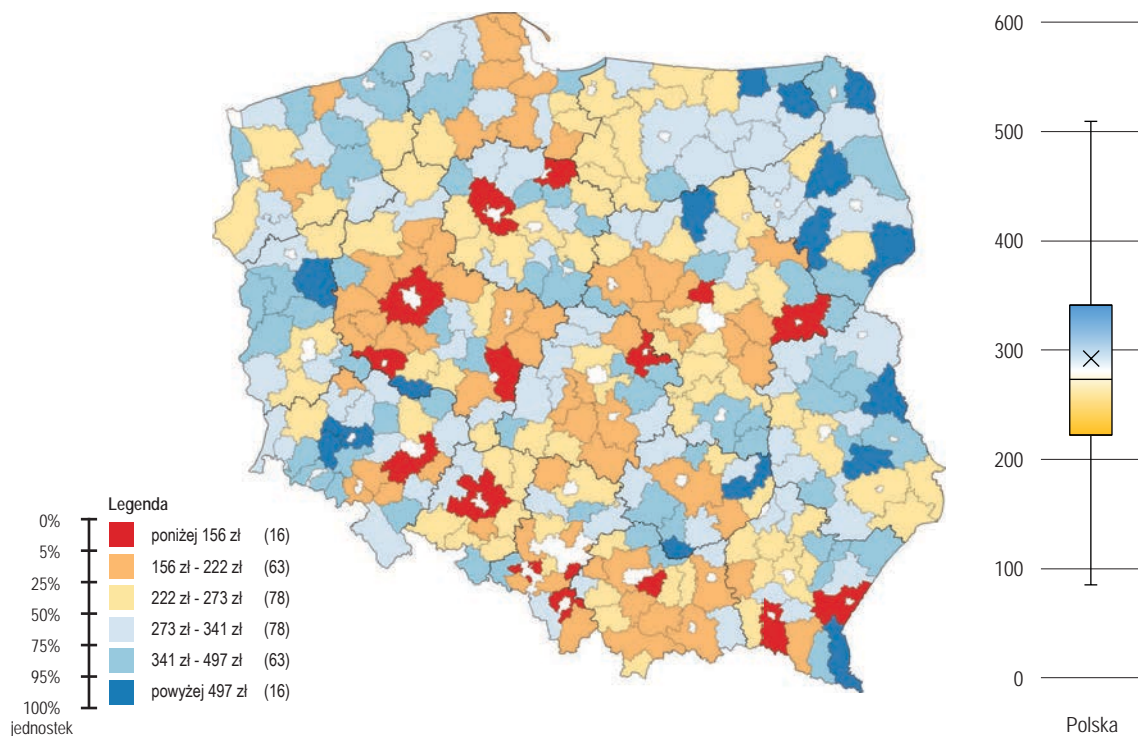 Legenda
0%
5%
25%
50%
75%
95%
100%
jednostek
poniżej 156 zł (16)
156 zł - 222 zł (63)
222 zł - 273 zł (78)
273 zł - 341 zł (78)
341 zł - 497 zł (63)
powyżej 497 zł (16)
600
500
400
300
200
100
0
Polska